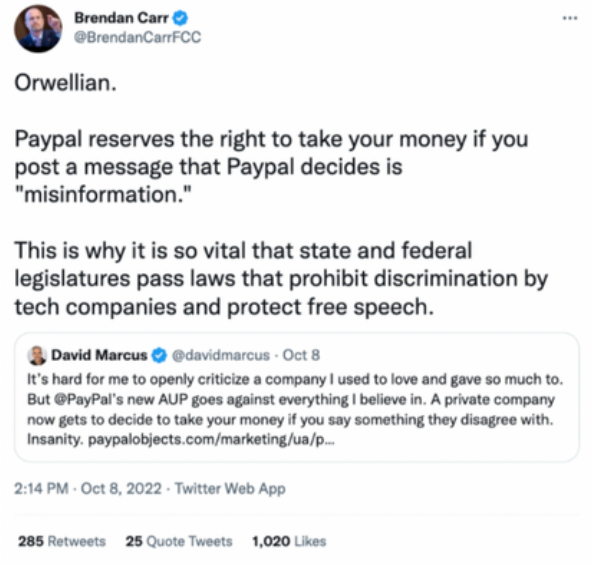 Brendan Carr
@BrendanCarrFCC
Orwellian.
Paypal reserves the right to take your money if you
post a message that Paypal decides is
"misinformation."
This is why it is so vital that state and federal
legislatures pass laws that prohibit discrimination by
tech companies and protect free speech.
David Marcus @davidmarcus · Oct 8
It's hard for me to openly criticize a company I used to love and gave so much to.
But @PayPal's new AUP goes against everything I believe in. A private company
now gets to decide to take your money if you say something they disagree with.
Insanity. paypalobjects.com/marketing/ua/p...
2:14 PM · Oct 8, 2022 · Twitter Web App
285 Retweets 25 Quote Tweets 1,020 Likes